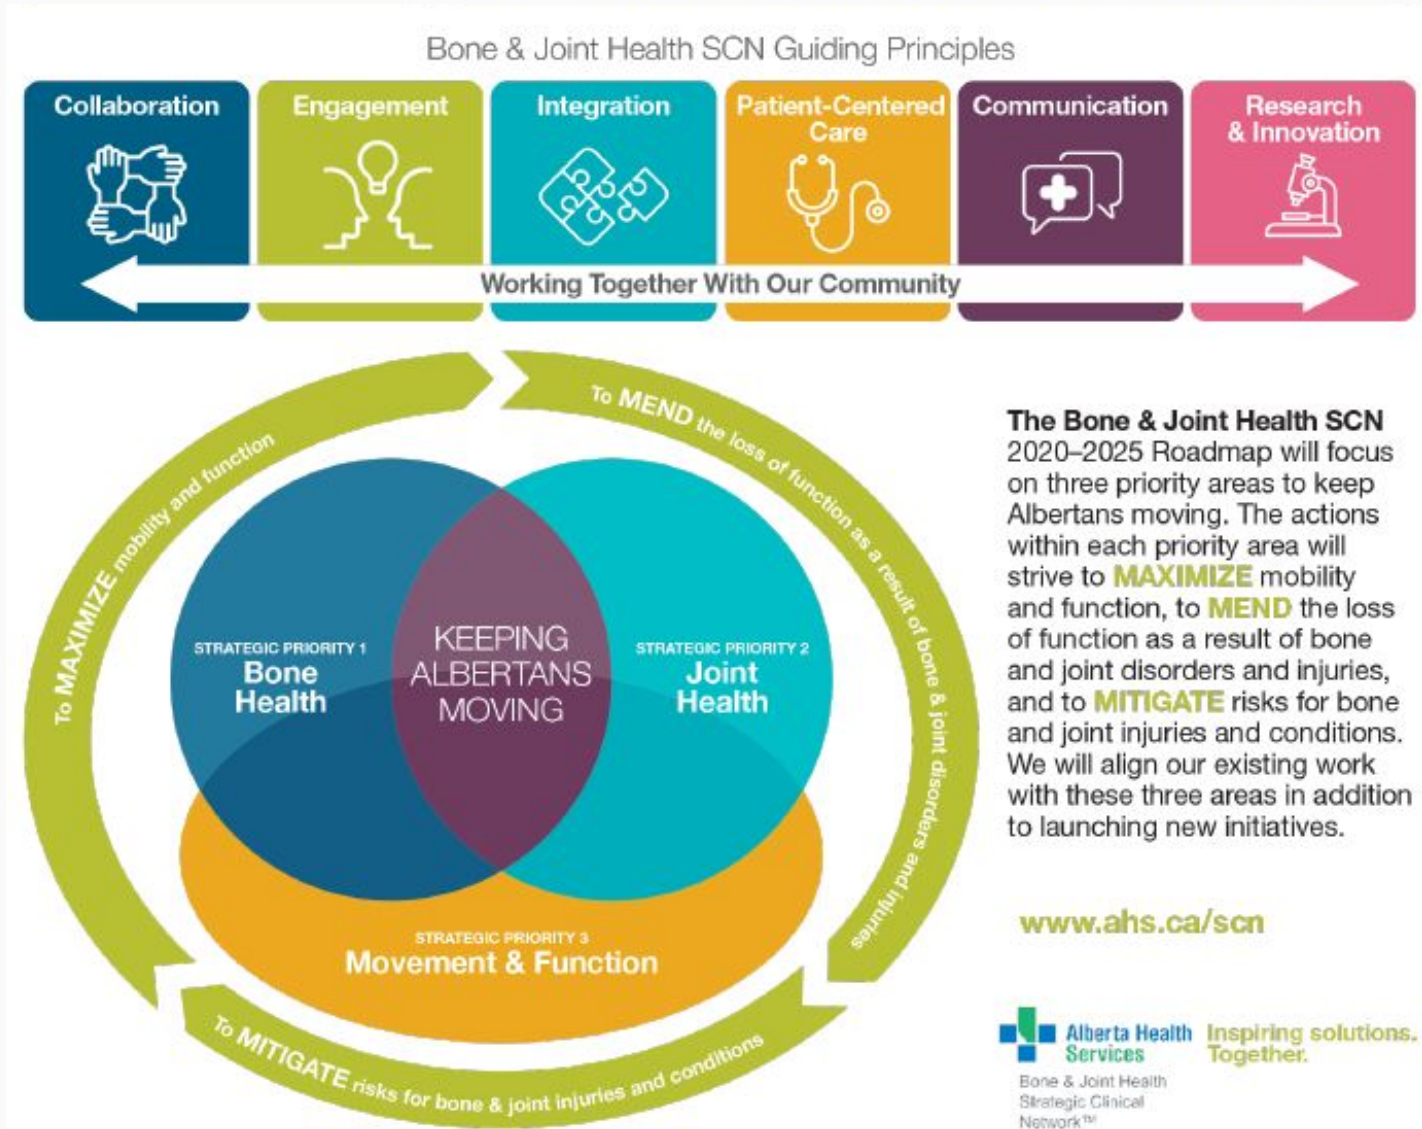 Bone & Joint Health SCN Guiding Principles
Collaboration
Engagement
Integration
Patient-Centered
Care
Communication
Research
& Innovation
Working Together With Our Community
To MAXIMIZE mobility and function
To MEND the loss of function as a result of bone & joint disorders and injuries
STRATEGIC PRIORITY 1
Bone
Health
KEEPING
ALBERTANS
MOVING
STRATEGIC PRIORITY 2
Joint
Health
STRATEGIC PRIORITY 3
Movement & Function
To MITIGATE risks for bone & joint injuries and conditions
The Bone & Joint Health SCN
2020–2025 Roadmap will focus
on three priority areas to keep
Albertans moving. The actions
within each priority area will
strive to MAXIMIZE mobility
and function, to MEND the loss
of function as a result of bone
and joint disorders and injuries,
and to MITIGATE risks for bone
and joint injuries and conditions.
We will align our existing work
with these three areas in addition
to launching new initiatives.
www.ahs.ca/scn
Alberta Health
Services
Inspiring solutions.
Together.
Bone & Joint Health
Strategic Clinical
Network™